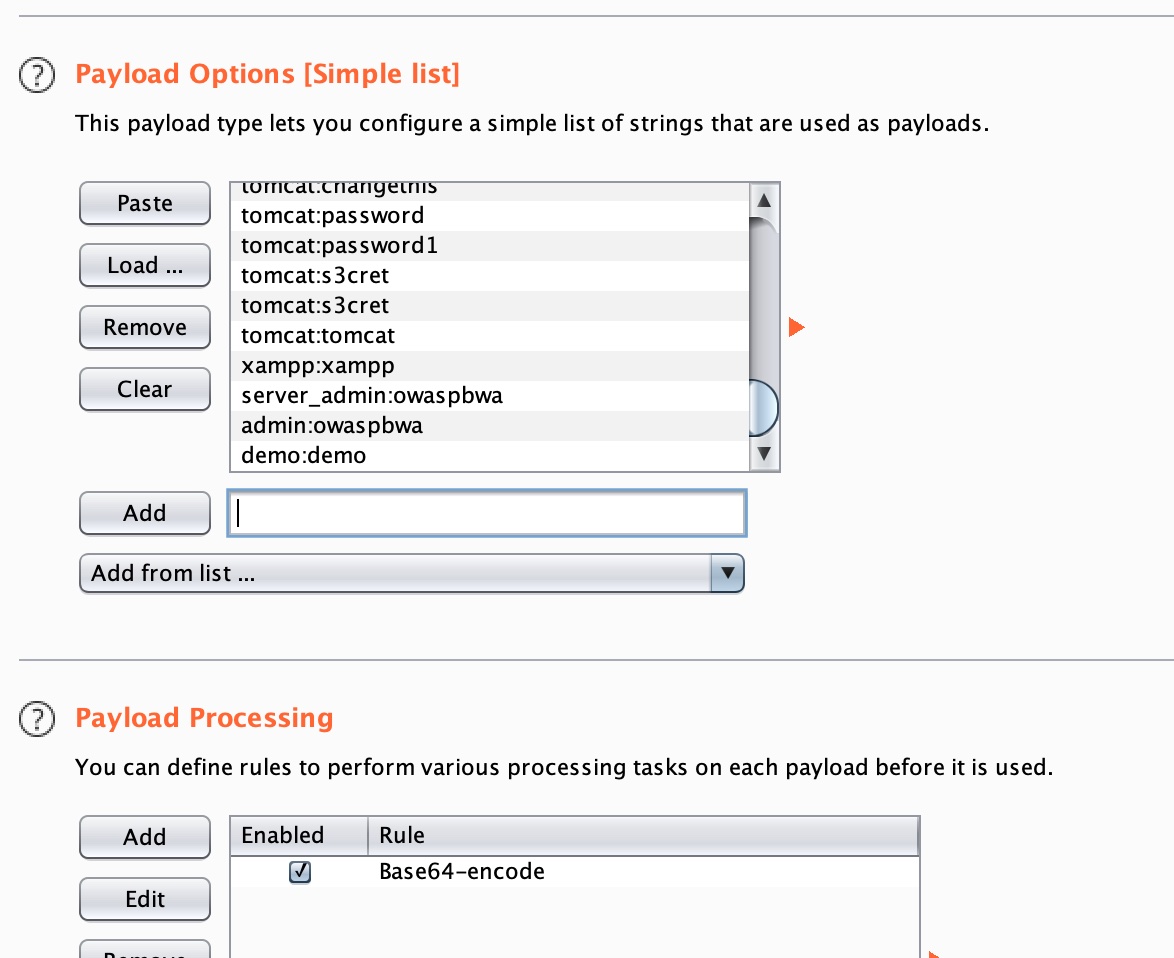 Payload Options [Simple list]
This payload type lets you configure a simple list of strings that are used as payloads.
Paste
Load ...
Remove
Clear
tomcat:changethis
tomcat:password
tomcat:password1
tomcat:s3cret
tomcat:s3cret
tomcat:tomcat
xampp:xampp
server_admin:owaspbwa
admin:owaspbwa
demo:demo
Add
Add from list ...
Payload Processing
You can define rules to perform various processing tasks on each payload before it is used.
Add
Edit
Remove
Enabled Rule
Base64-encode